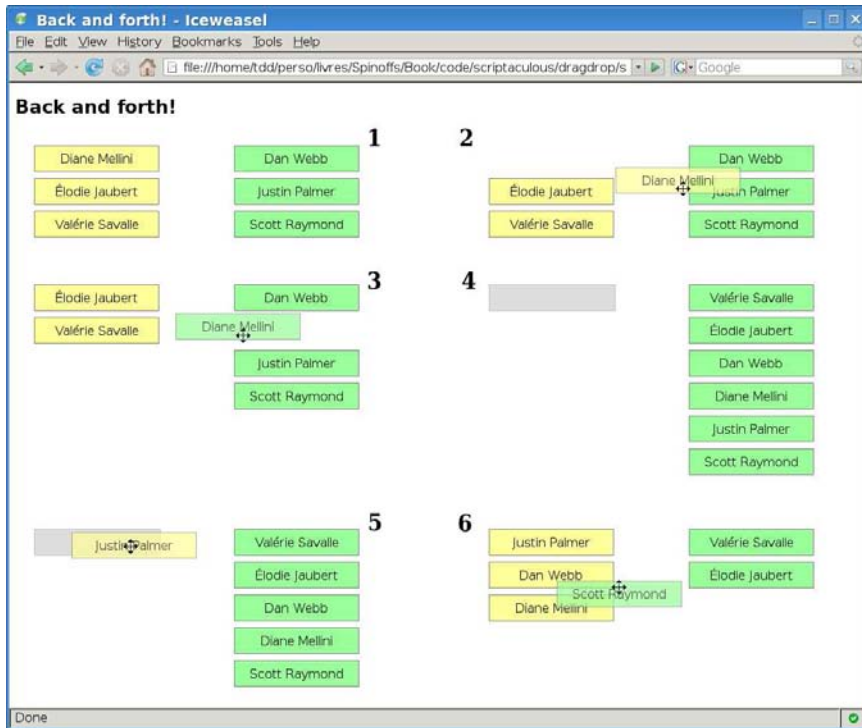 Back and forth! - Iceweasel
File Edit View History Bookmarks Tools Help
file:///home/tdd/perso/livres/Spinoffs/Book/code/scriptaculous/dragdrop/s
Google
Back and forth!
1
Diane Mellini Dan Webb
Élodie Jaubert Justin Palmer
Valérie Savalle Scott Raymond
2
Dan Webb
Diane Mellini
Élodie Jaubert Justin Palmer
Valérie Savalle Scott Raymond
3
Élodie Jaubert Dan Webb
Diane Mellini
Valérie Savalle
Justin Palmer
Scott Raymond
4
Valérie Savalle
Élodie Jaubert
Dan Webb
Diane Mellini
Justin Palmer
Scott Raymond
5
Justin Palmer Valérie Savalle
Élodie Jaubert
Dan Webb
Diane Mellini
Scott Raymond
6
Justin Palmer Valérie Savalle
Dan Webb Élodie Jaubert
Scott Raymond
Diane Mellini
Done